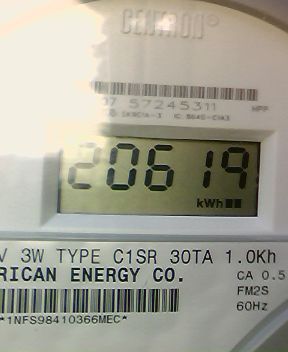 CENTRON®
07 57245311
20619
kWh
V 3W TYPE C1SR 30TA 1.0Kh
RICAN ENERGY CO.
CA 0.5
FM2S
60Hz
*1NFS98410366MEC*